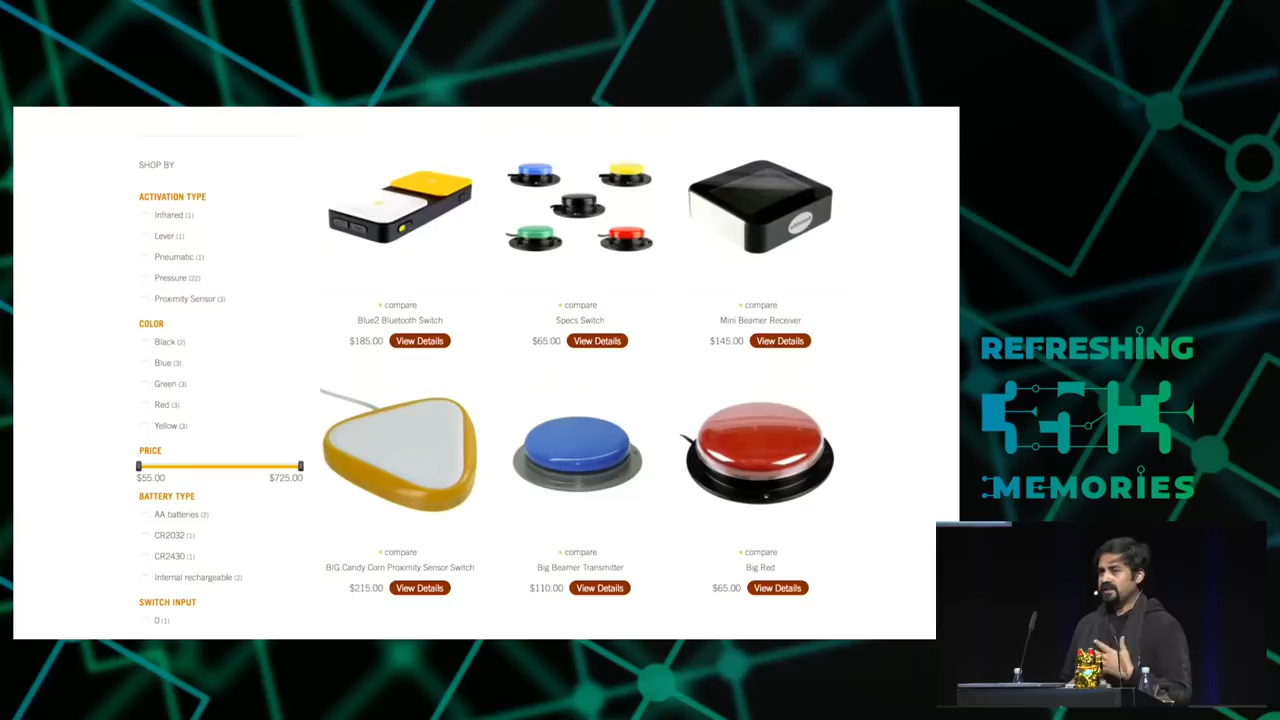 SHOP BY
ACTIVATION TYPE
Infrared (1)
Lever (1)
Pneumatic (1)
Pressure (22)
Proximity Sensor (3)
COLOR
Black (2)
Blue (3)
Green (3)
Red (3)
Yellow (3)
PRICE
$55.00 $725.00
BATTERY TYPE
AA batteries (2)
CR2032 (1)
CR2430 (1)
Internal rechargeable (2)
SWITCH INPUT
0 (1)
+ compare
Blue2 Bluetooth Switch
$185.00 View Details
+ compare
Specs Switch
$65.00 View Details
+ compare
Mini Beamer Receiver
$145.00 View Details
+ compare
BIG Candy Corn Proximity Sensor Switch
$215.00 View Details
+ compare
Big Beamer Transmitter
$110.00 View Details
+ compare
Big Red
$65.00 View Details
REFRESHING
MEMORIES